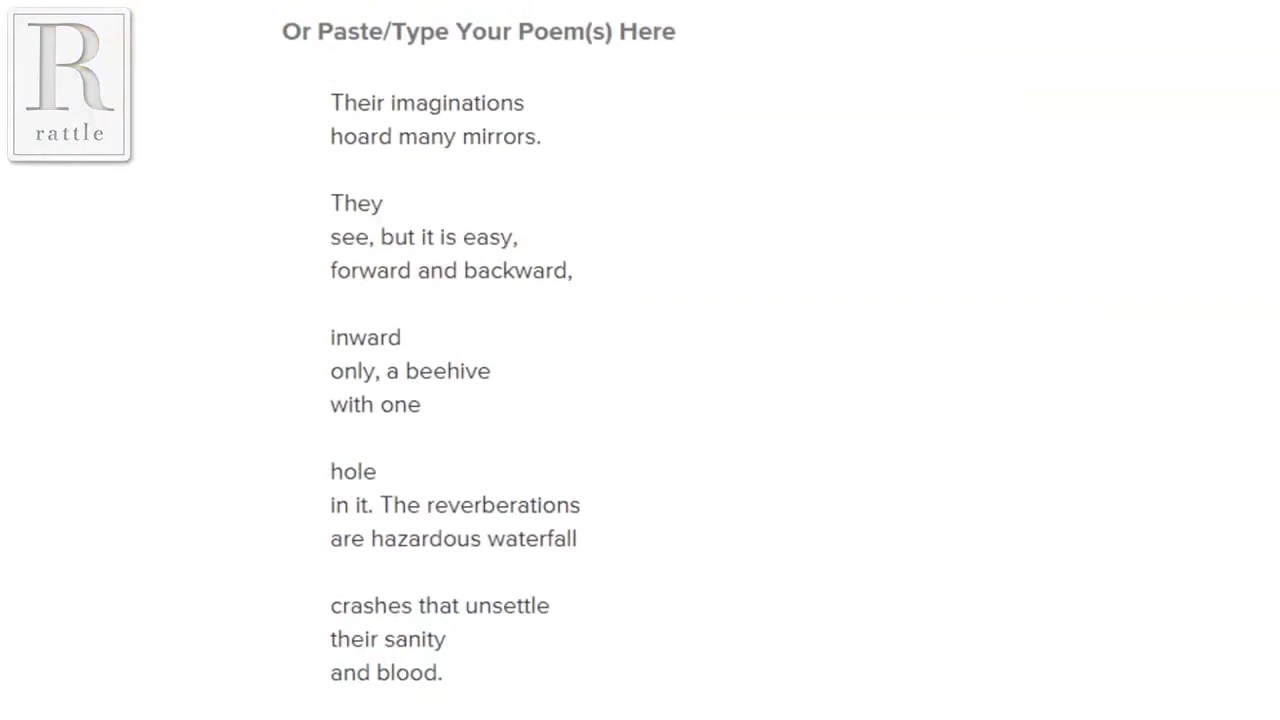 R
rattle
Or Paste/Type Your Poem(s) Here
Their imaginations
hoard many mirrors.
They
see, but it is easy,
forward and backward,
inward
only, a beehive
with one
hole
in it. The reverberations
are hazardous waterfall
crashes that unsettle
their sanity
and blood.